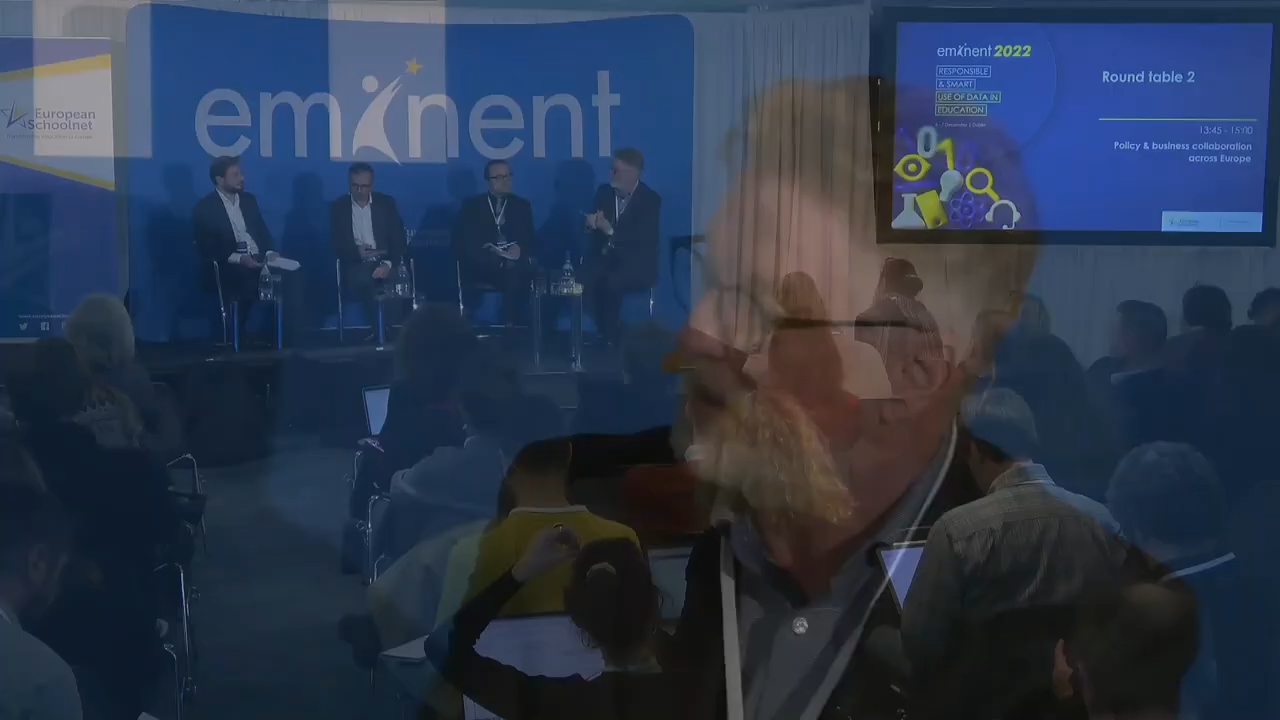 European
Schoolnet
eminent
eminent 2022
RESPONSIBLE
& SMART
USE OF DATA IN
EDUCATION
Round table 2
13:45 - 15:00
Policy & business collaboration
across Europe